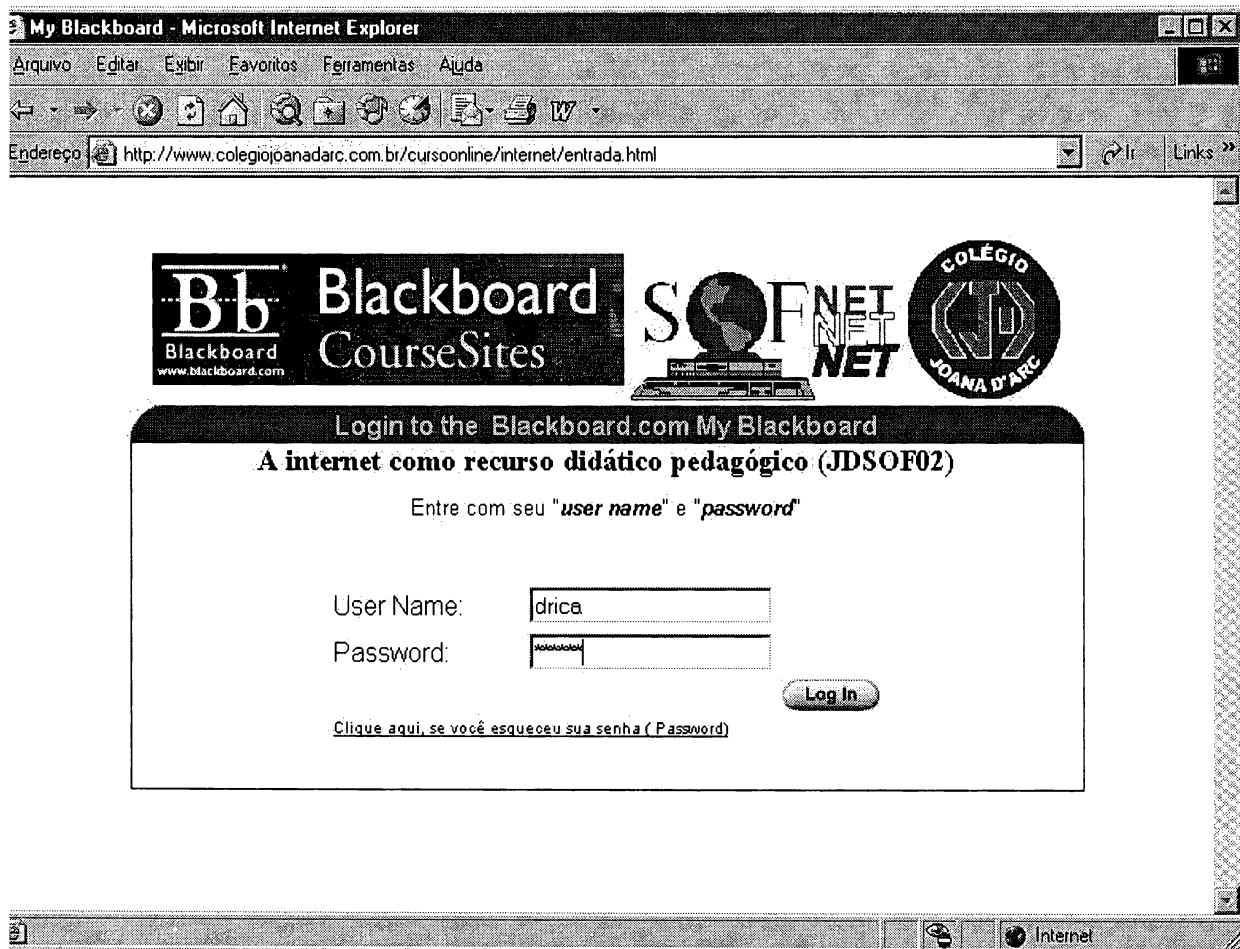 My Blackboard - Microsoft Internet Explorer
Arquivo Editar Exibir Favoritos Ferramentas Ajuda
W
Endereço http://www.colegiojoanadarc.com.br/cursoonline/internet/entrada.html Ir Links »
Bb
Blackboard
www.blackboard.com
Blackboard
CourseSites
SOFNET
NET
NET
COLÉGIO
JD
JOANA D'ARC
Login to the Blackboard.com My Blackboard
A internet como recurso didático pedagógico (JDSOF02)
Entre com seu "user name" e "password"
User Name: drica
Password: ******
Log In
Clique aqui, se você esqueceu sua senha ( Password)
Internet